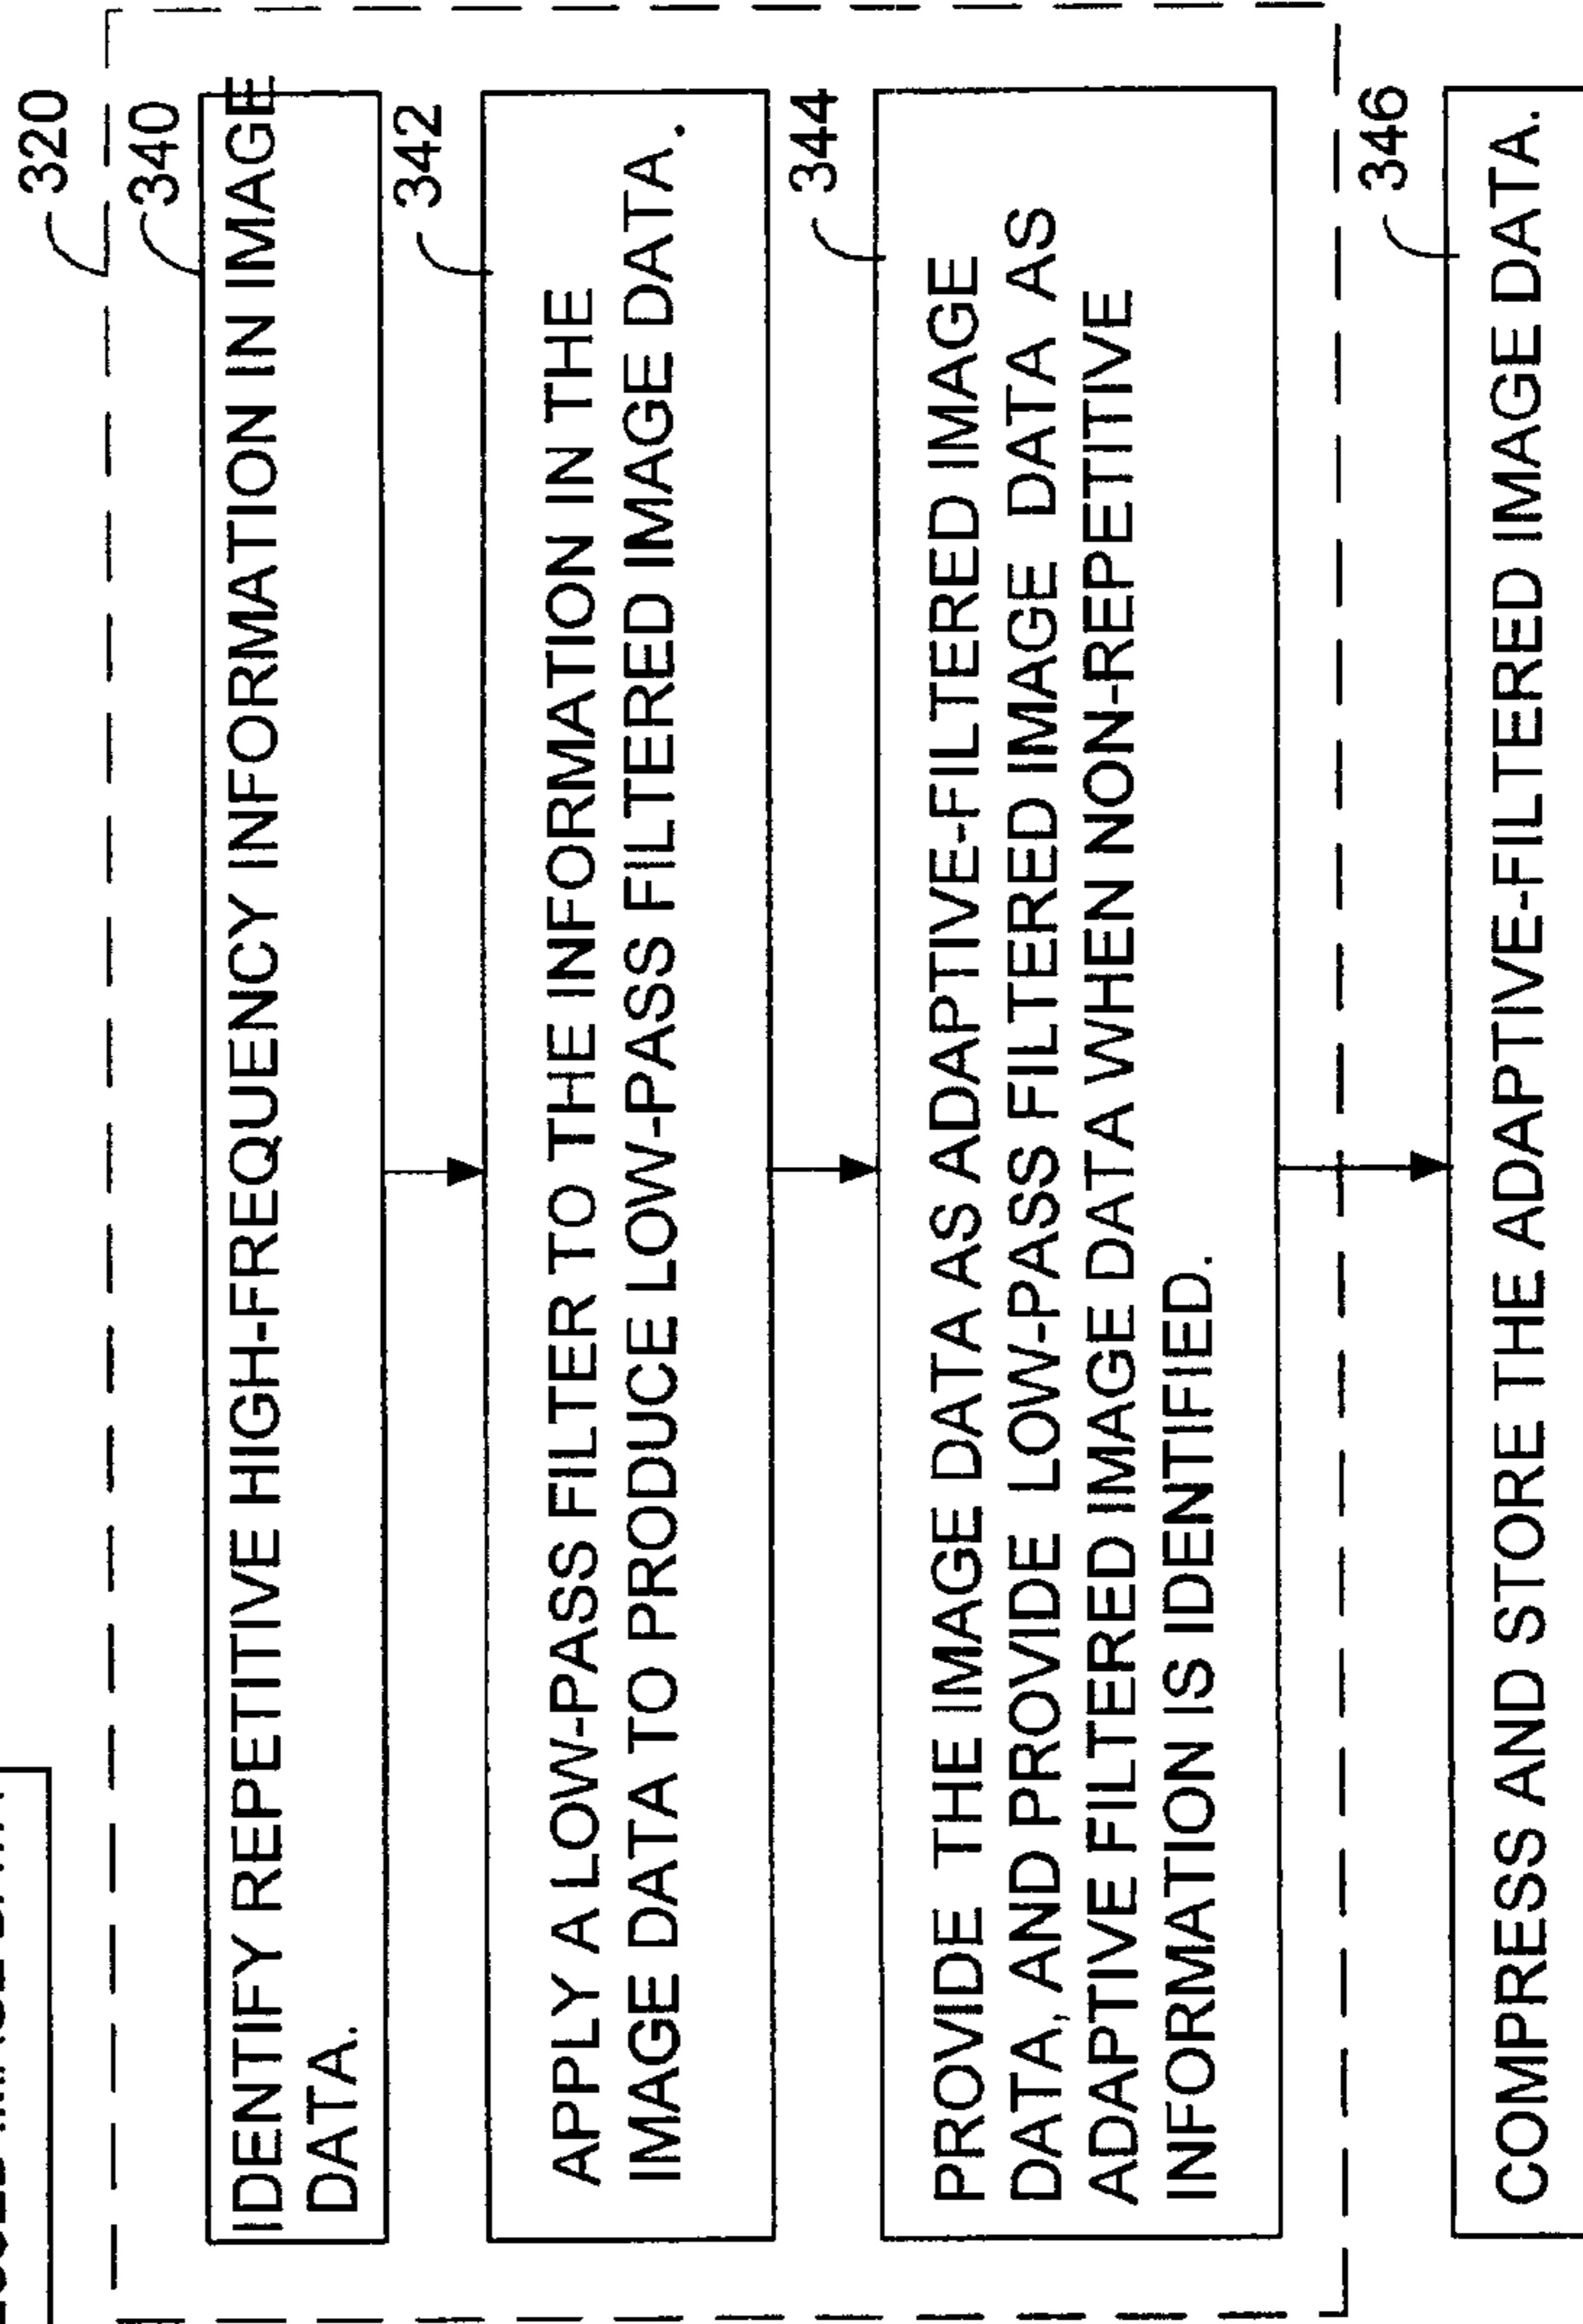 320
340
IDENTIFY REPETITIVE HIGH-FREQUENCY INFORMATION IN IMAGE
DATA.
342
APPLY A LOW-PASS FILTER TO THE INFORMATION IN THE
IMAGE DATA TO PRODUCE LOW-PASS FILTERED IMAGE DATA.
344
PROVIDE THE IMAGE DATA AS ADAPTIVE-FILTERED IMAGE
DATA, AND PROVIDE LOW-PASS FILTERED IMAGE DATA AS
ADAPTIVE FILTERED IMAGE DATA WHEN NON-REPETITIVE
INFORMATION IS IDENTIFIED.
346
COMPRESS AND STORE THE ADAPTIVE-FILTERED IMAGE DATA.